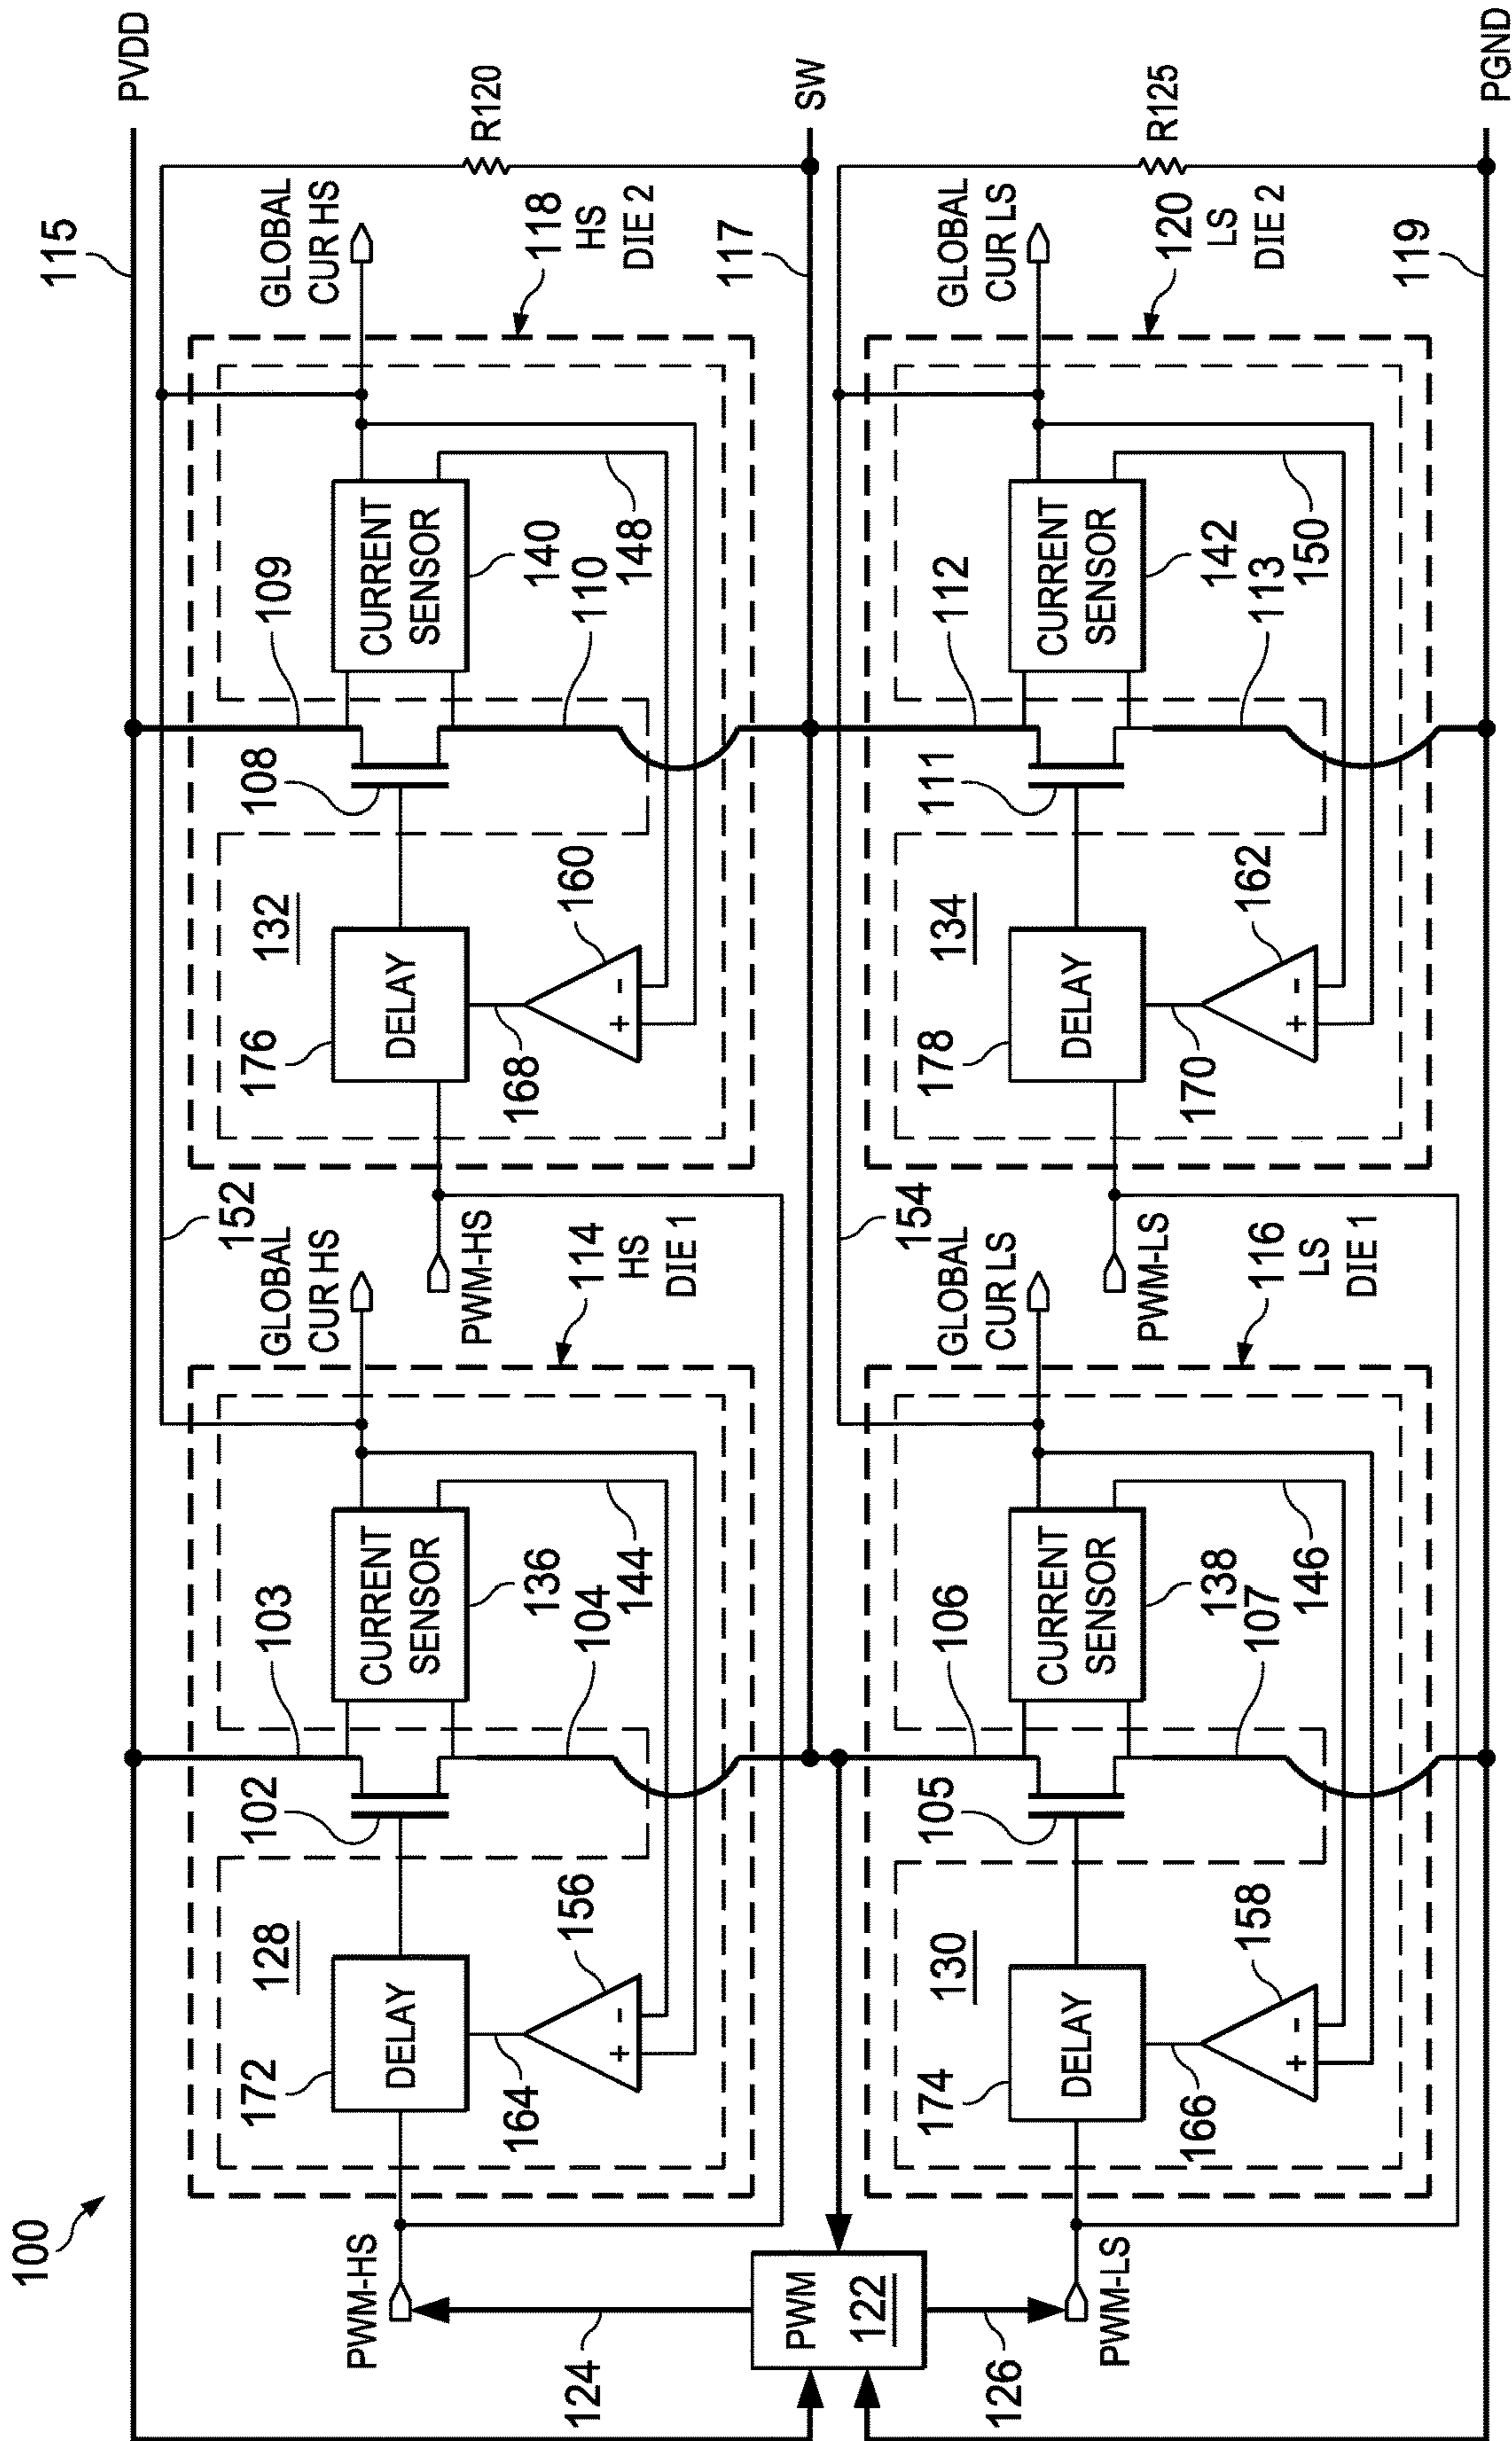 100
PVDD
115
103
109
152
GLOBAL
CUR HS
GLOBAL
CUR HS
R120
172
128
102
CURRENT
SENSOR
136
114
HS
DIE 1
176
132
108
CURRENT
SENSOR
140
118
HS
DIE 2
DELAY
DELAY
PWM-HS
PWM-HS
164
156
+
-
104
144
168
160
+
-
110
148
124
PWM
122
SW
117
126
PWM-LS
PWM-LS
106
112
154
GLOBAL
CUR LS
GLOBAL
CUR LS
R125
174
130
105
CURRENT
SENSOR
138
116
LS
DIE 1
178
134
111
CURRENT
SENSOR
142
120
LS
DIE 2
DELAY
DELAY
166
158
+
-
107
146
170
162
+
-
113
150
119
PGND